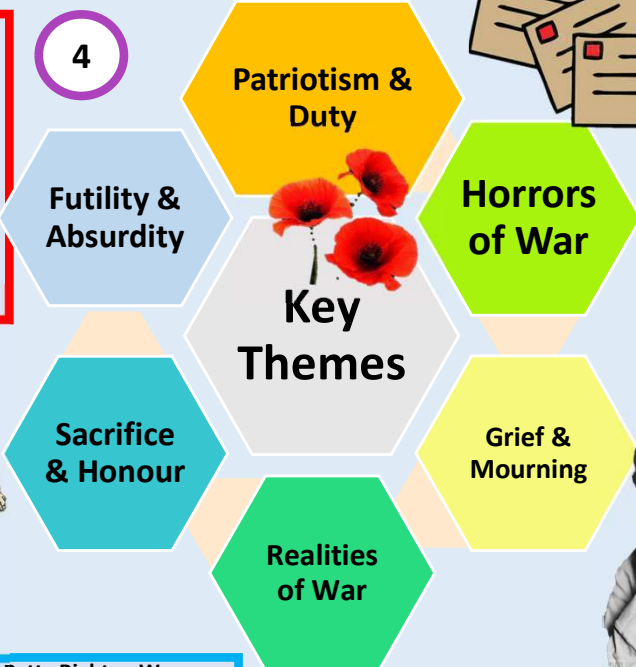 4
Patriotism &
Duty
Futility &
Absurdity
Horrors
of War
Key
Themes
Sacrifice
& Honour
Grief &
Mourning
Realities
of War